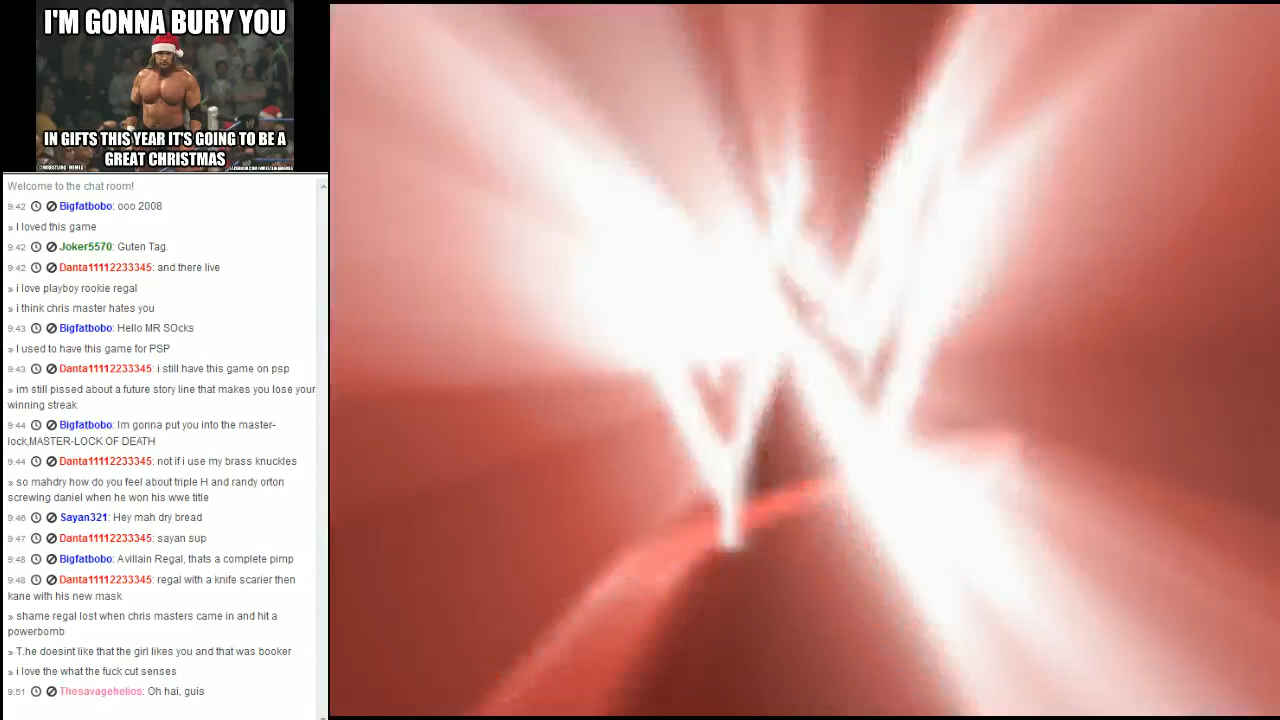 I'M GONNA BURY YOU
IN GIFTS THIS YEAR IT'S GOING TO BE A
GREAT CHRISTMAS
Welcome to the chat room!
9:42 Bigfatbobo: ooo 2008
» I loved this game
9:42 Joker5570: Guten Tag.
9:42 Danta11112233345: and there live
» i love playboy rookie regal
» i think chris master hates you
9:43 Bigfatbobo: Hello MR SOcks
» I used to have this game for PSP
9:43 Danta11112233345: i still have this game on psp
» im still pissed about a future story line that makes you lose your
winning streak
9:44 Bigfatbobo: Im gonna put you into the master-
lock,MASTER-LOCK OF DEATH
9:44 Danta11112233345: not if i use my brass knuckles
» so mahdry how do you feel about triple H and randy orton
screwing daniel when he won his wwe title
9:46 Sayan321: Hey mah dry bread
9:47 Danta11112233345: sayan sup
9:48 Bigfatbobo: Avillain Regal, thats a complete pimp
9:48 Danta11112233345: regal with a knife scarier then
kane with his new mask
» shame regal lost when chris masters came in and hit a
powerbomb
» T.he doesint like that the girl likes you and that was booker
» i love the what the fuck cut senses
9:51 Thesavagehelios: Oh hai, guis